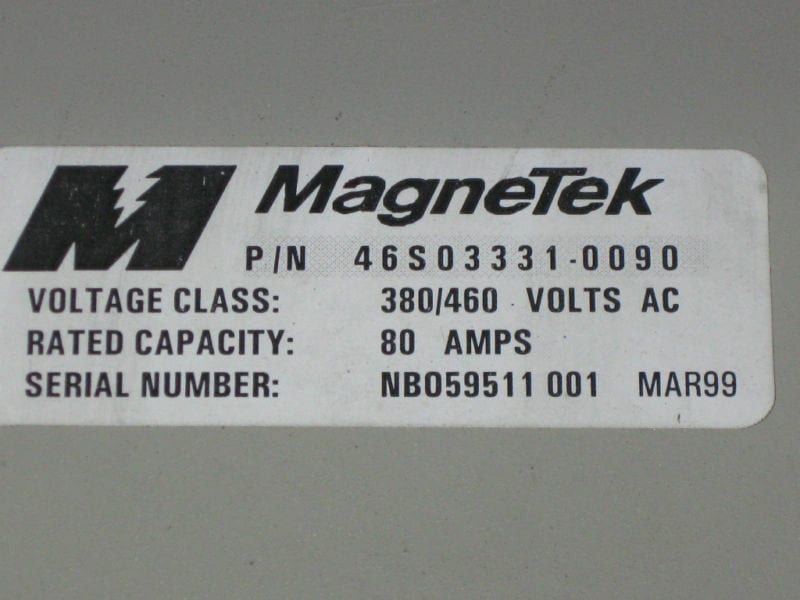 M MagneTek
P/N 46S03331-0090
VOLTAGE CLASS: 380/460 VOLTS AC
RATED CAPACITY: 80 AMPS
SERIAL NUMBER: NB059511 001 MAR99